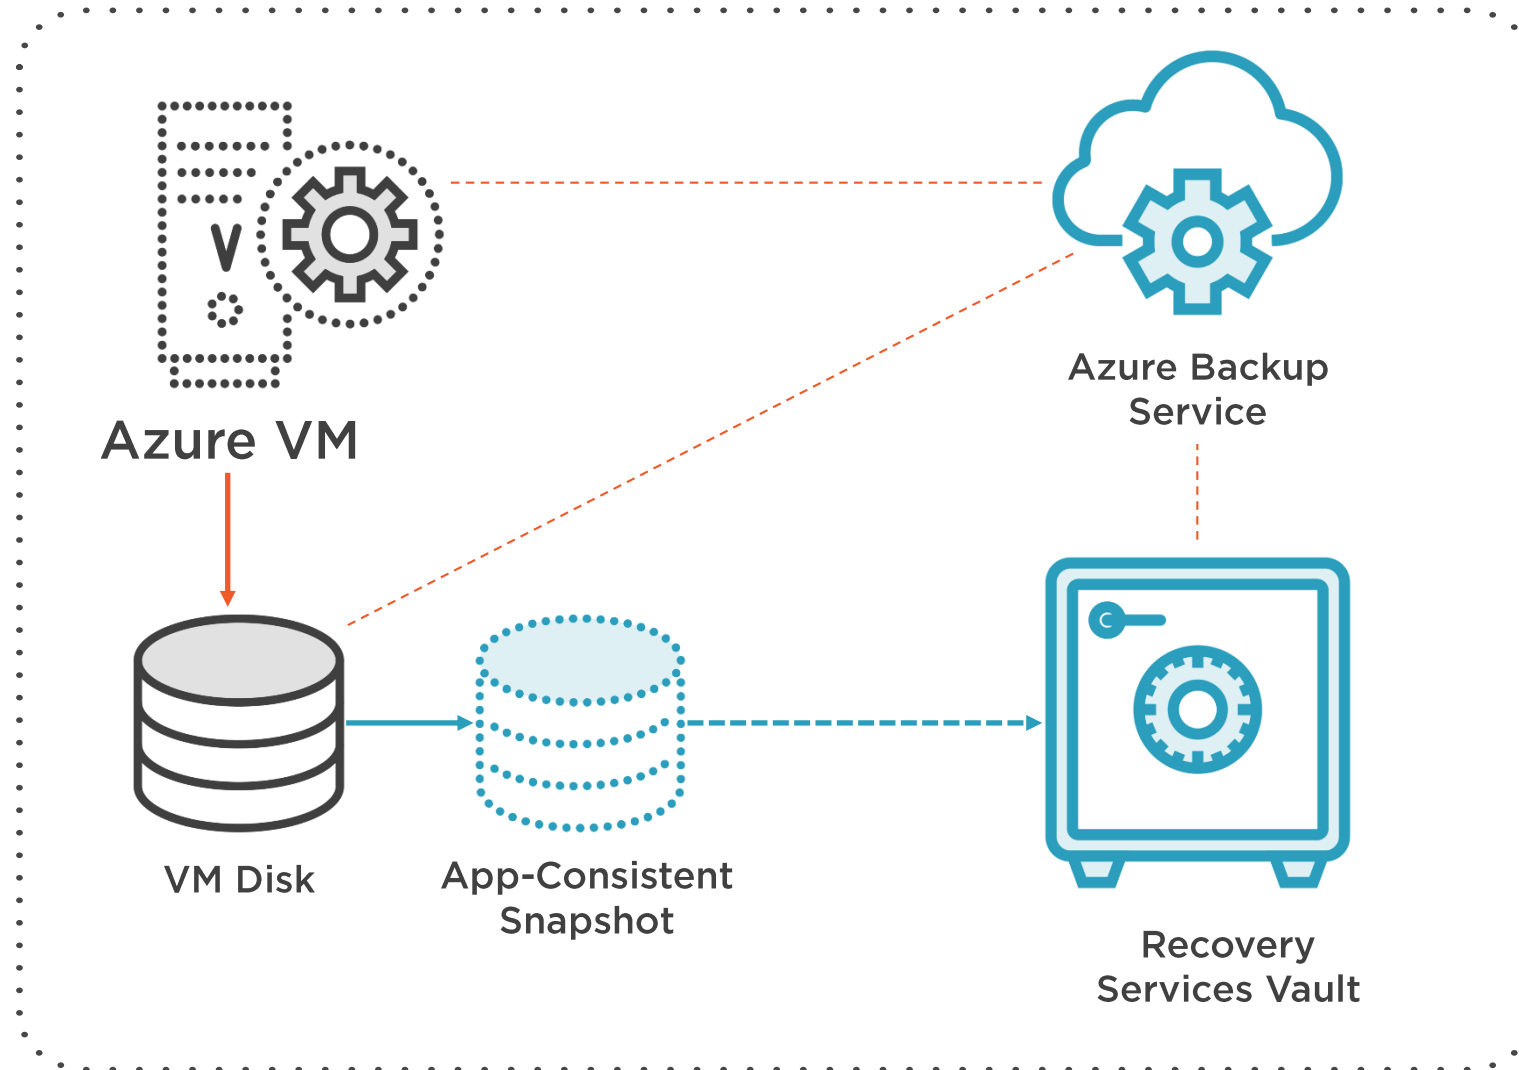 Azure Backup
Service
Azure VM
VM Disk
App-Consistent
Snapshot
Recovery
Services Vault